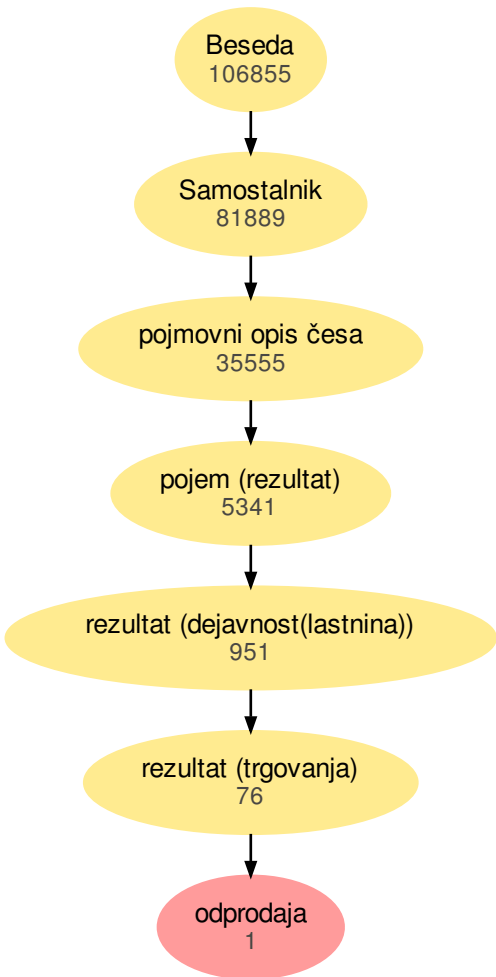 Beseda
106855
Samostalnik
81889
pojmovni opis česa
35555
pojem (rezultat)
5341
rezultat (dejavnost(lastnina))
951
rezultat (trgovanja)
76
odprodaja
1